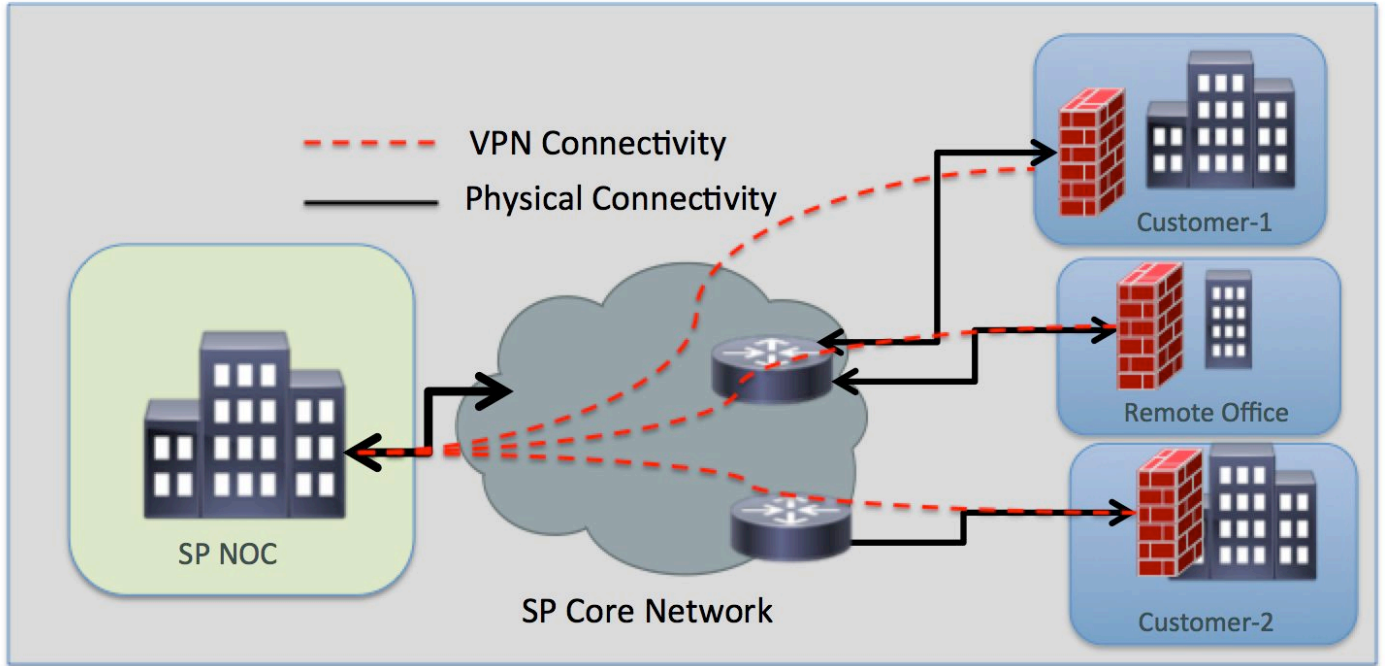 VPN Connectivity
Physical Connectivity
Customer-1
Remote Office
SP NOC
SP Core Network
Customer-2